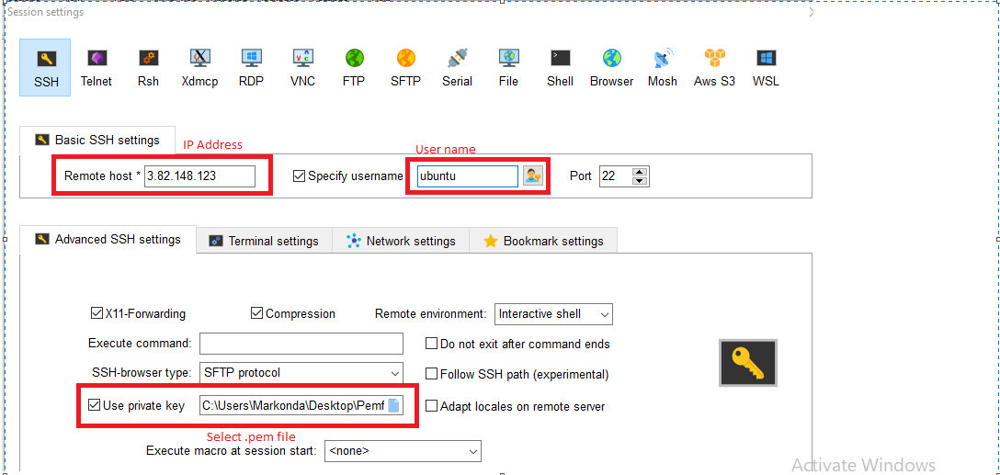 Session settings
SSH Telnet Rsh Xdmcp RDP VNC FTP SFTP Serial File Shell Browser Mosh Aws S3 WSL
Basic SSH settings
IP Address
User name
Remote host * 3.82.148.123 Specify username ubuntu Port 22
Advanced SSH settings Terminal settings Network settings Bookmark settings
X11-Forwarding Compression Remote environment: Interactive shell
Execute command: Do not exit after command ends
SSH-browser type: SFTP protocol Follow SSH path (experimental)
Use private key C:\Users\Markonda\Desktop\Pemf Adapt locales on remote server
Select .pem file
Execute macro at session start: <none>
Activate Windows